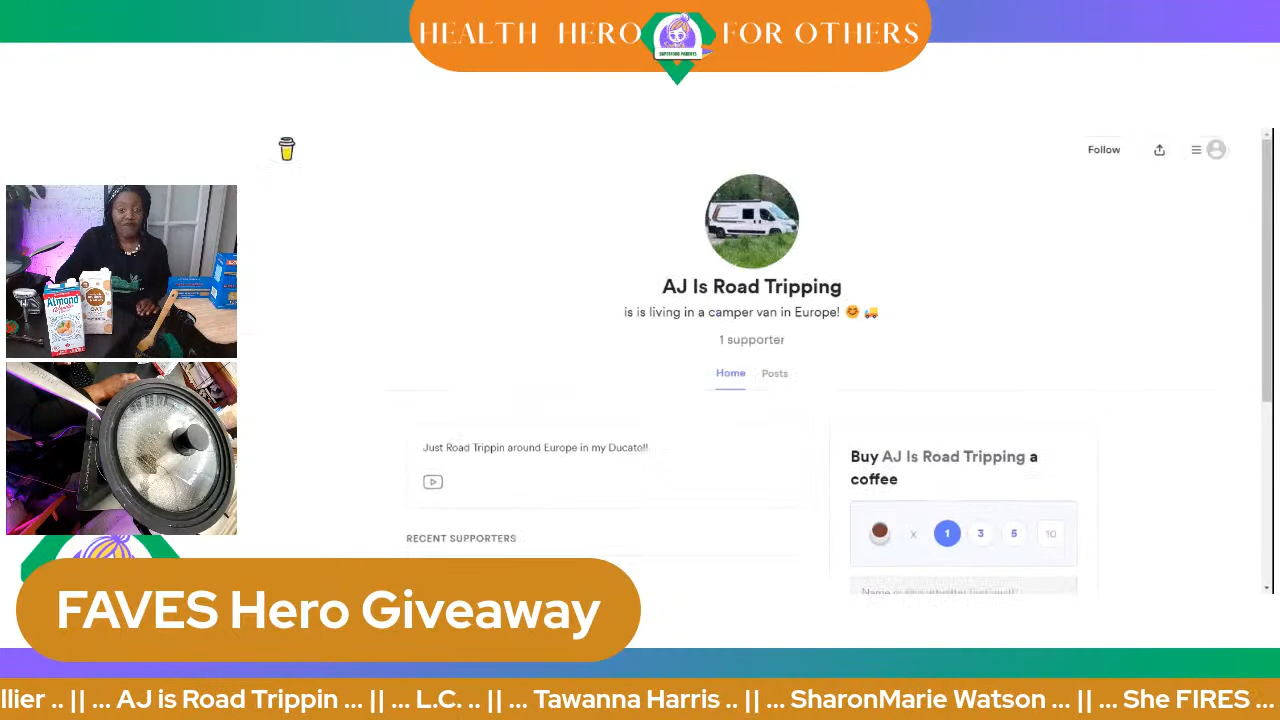 HEALTH HERO FOR OTHERS
SUPERFOOD PARENTS
Follow
AJ Is Road Tripping
is is living in a camper van in Europe! 😊 🚚
1 supporter
Home Posts
Just Road Trippin around Europe in my Ducato!!
Buy AJ Is Road Tripping a
coffee
x 1 3 5 10
RECENT SUPPORTERS
Almond
OAT
FAVES Hero Giveaway
llier .. || ... AJ is Road Trippin ... || ... L.C. .. || ... Tawanna Harris .. || ... SharonMarie Watson ... || ... She FIRES ...